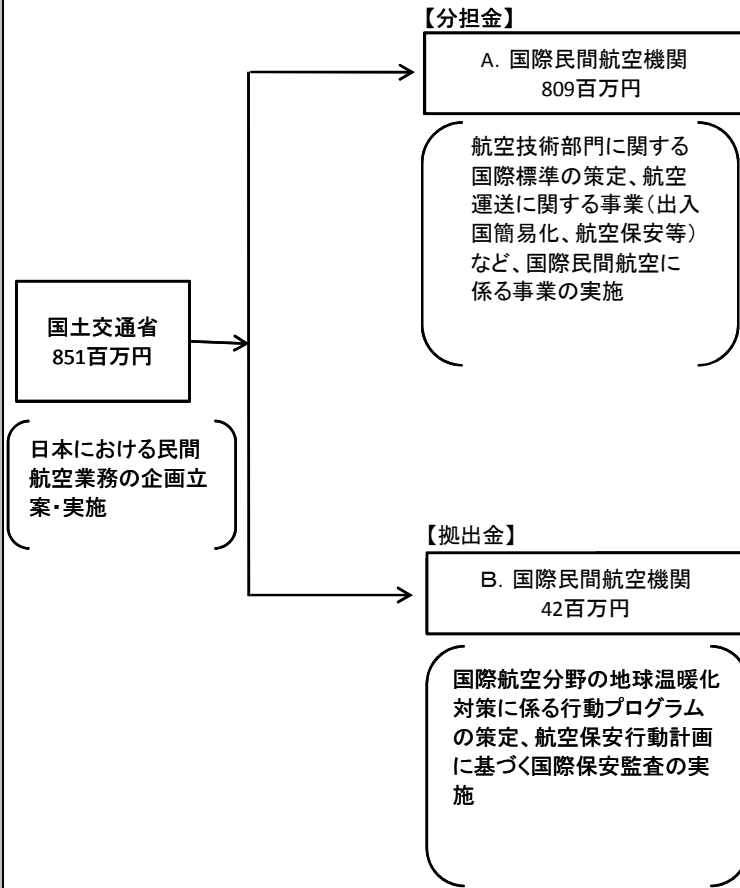 【分担金】
A. 国際民間航空機関
809百万円
航空技術部門に関する
国際標準の策定、航空
運送に関する事業(出入
国簡易化、航空保安等)
など、国際民間航空に
係る事業の実施
国土交通省
851百万円
日本における民間
航空業務の企画立
案・実施
【拠出金】
B. 国際民間航空機関
42百万円
国際航空分野の地球温暖化
対策に係る行動プログラム
の策定、航空保安行動計画
に基づく国際保安監査の実
施